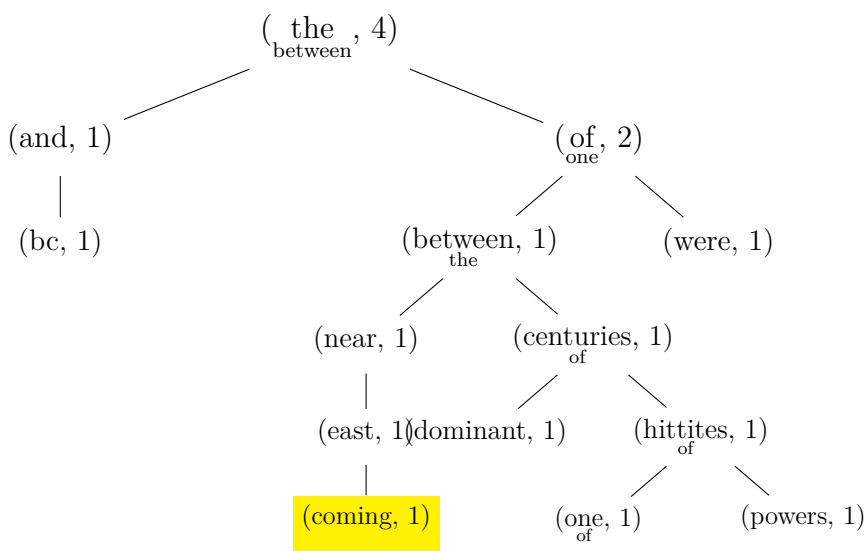 (the, 4)
between
(and, 1) (of, 2)
one
(bc, 1) (between, 1) (were, 1)
the
(near, 1) (centuries, 1)
of
(east, 1) (dominant, 1) (hittites, 1)
of
(coming, 1) (one, 1) (powers, 1)
of